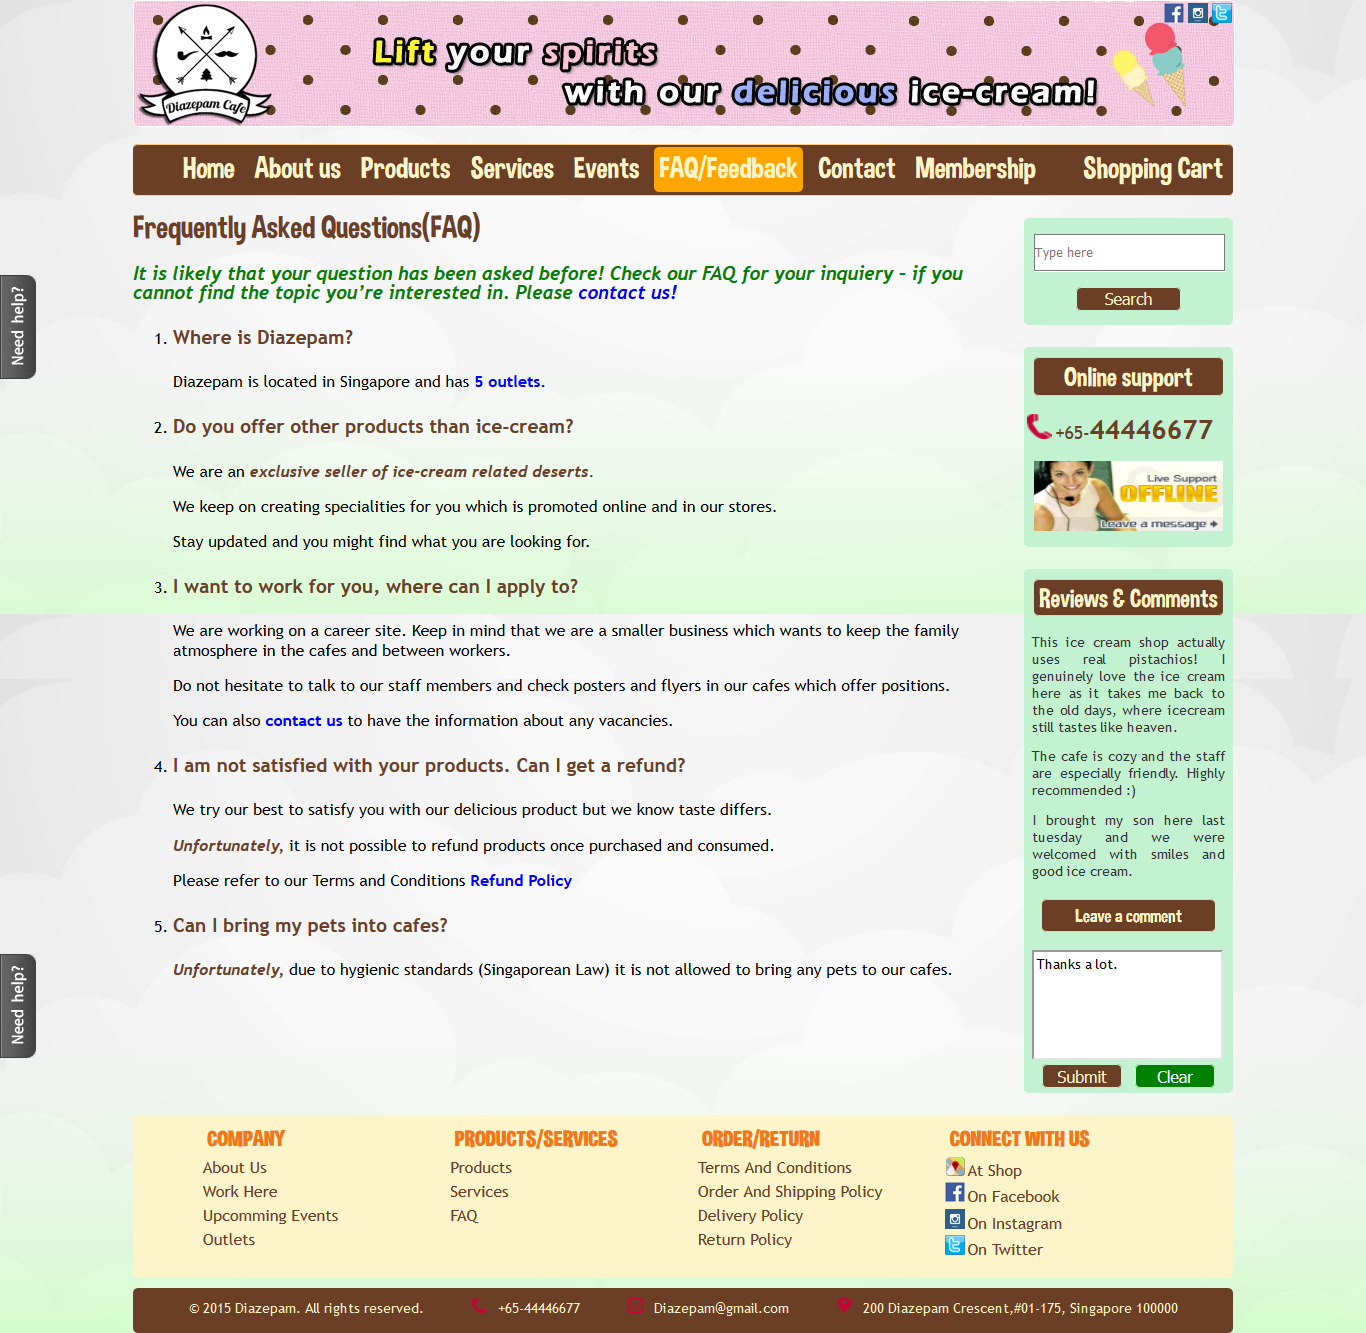 Diazepam Cafe
Lift your spirits
with our delicious ice-cream!
Home About us Products Services Events FAQ/Feedback Contact Membership Shopping Cart
Frequently Asked Questions(FAQ)
It is likely that your question has been asked before! Check our FAQ for your inquiery – if you
cannot find the topic you're interested in. Please contact us!
1. Where is Diazepam?
Diazepam is located in Singapore and has 5 outlets.
2. Do you offer other products than ice-cream?
We are an exclusive seller of ice-cream related deserts.
We keep on creating specialities for you which is promoted online and in our stores.
Stay updated and you might find what you are looking for.
3. I want to work for you, where can I apply to?
We are working on a career site. Keep in mind that we are a smaller business which wants to keep the family
atmosphere in the cafes and between workers.
Do not hesitate to talk to our staff members and check posters and flyers in our cafes which offer positions.
You can also contact us to have the information about any vacancies.
4. I am not satisfied with your products. Can I get a refund?
We try our best to satisfy you with our delicious product but we know taste differs.
Unfortunately, it is not possible to refund products once purchased and consumed.
Please refer to our Terms and Conditions Refund Policy
5. Can I bring my pets into cafes?
Unfortunately, due to hygienic standards (Singaporean Law) it is not allowed to bring any pets to our cafes.
Need help?
Need help?
Type here
Search
Online support
+65-44446677
Live Support
OFFLINE
Leave a message
Reviews & Comments
This ice cream shop actually
uses real pistachios! I
genuinely love the ice cream
here as it takes me back to
the old days, where icecream
still tastes like heaven.
The cafe is cozy and the staff
are especially friendly. Highly
recommended :)
I brought my son here last
tuesday and we were
welcomed with smiles and
good ice cream.
Leave a comment
Thanks a lot.
Submit Clear
COMPANY
About Us
Work Here
Upcomming Events
Outlets
PRODUCTS/SERVICES
Products
Services
FAQ
ORDER/RETURN
Terms And Conditions
Order And Shipping Policy
Delivery Policy
Return Policy
CONNECT WITH US
At Shop
On Facebook
On Instagram
On Twitter
© 2015 Diazepam. All rights reserved. +65-44446677 Diazepam@gmail.com 200 Diazepam Crescent,#01-175, Singapore 100000